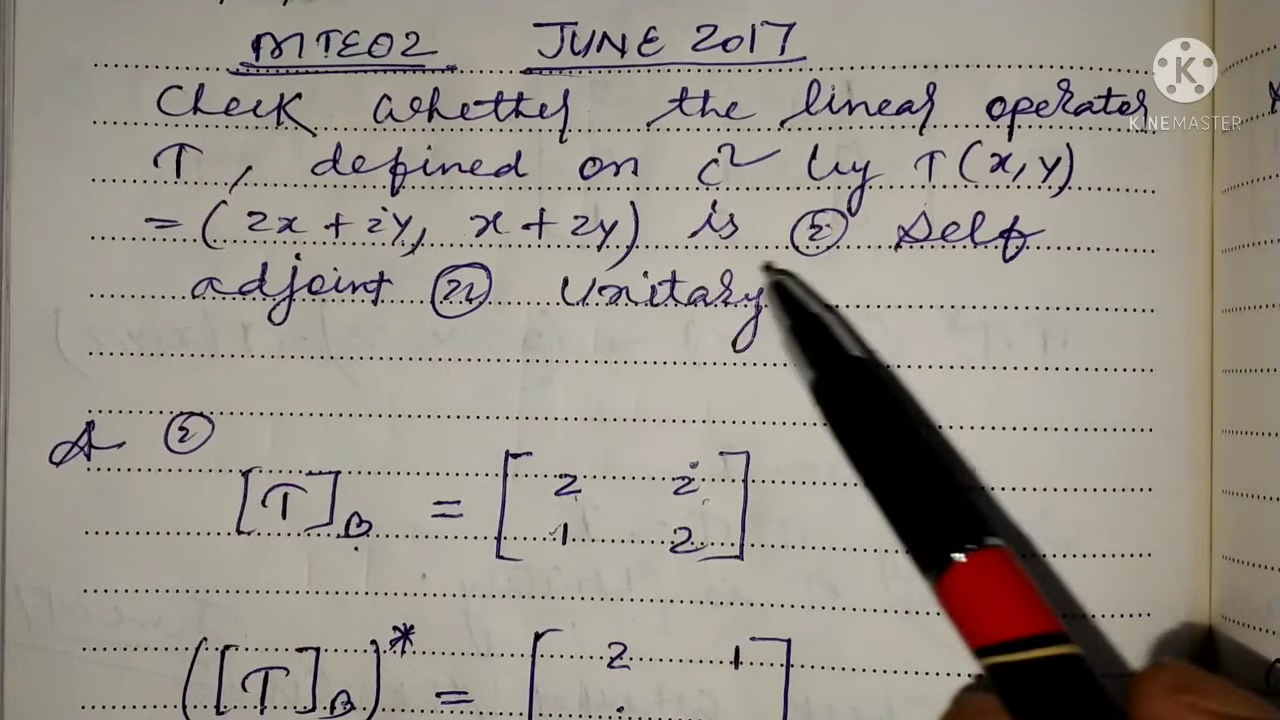 MTE02 JUNE 2017
Check whether the linear operator
T, defined on C² by T(x,y)
= (2x+iy, x+2y) is (i) Self
adjoint (ii) Unitary
A (i)
[T]B = [2 i
1 2]
([T]B)* = [2 1
K
KINEMASTER